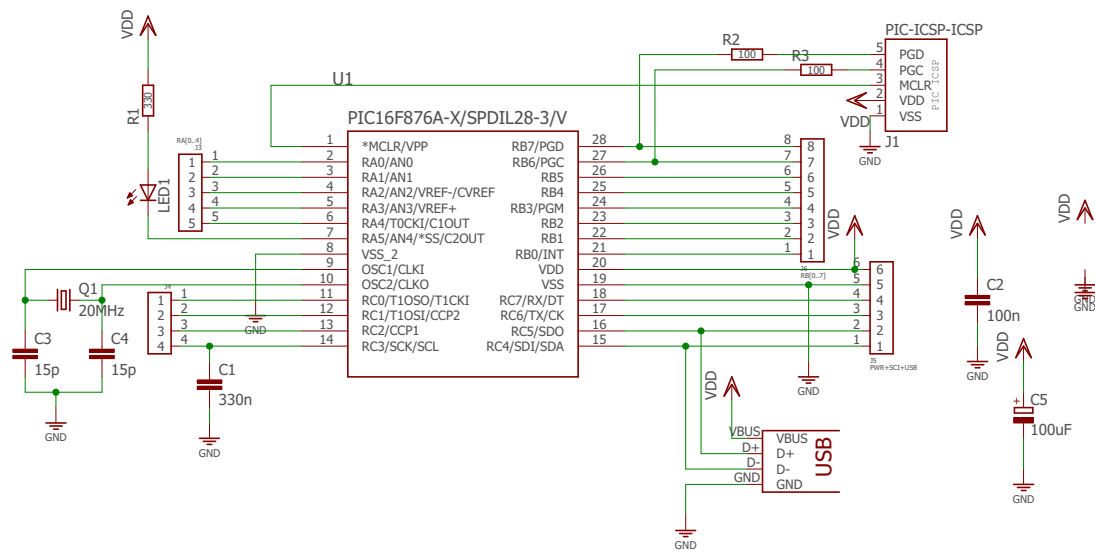 VDD
R1
330
LED1
RA[0..4]
J3
1 1
2 2
3 3
4 4
5 5
U1
PIC16F876A-X/SPDIL28-3/V
1 *MCLR/VPP
2 RA0/AN0
3 RA1/AN1
4 RA2/AN2/VREF-/CVREF
5 RA3/AN3/VREF+
6 RA4/T0CKI/C1OUT
7 RA5/AN4/*SS/C2OUT
8 VSS_2
9 OSC1/CLKI
10 OSC2/CLKO
11 RC0/T1OSO/T1CKI
12 RC1/T1OSI/CCP2
13 RC2/CCP1
14 RC3/SCK/SCL
RB7/PGD 28
RB6/PGC 27
RB5 26
RB4 25
RB3/PGM 24
RB2 23
RB1 22
RB0/INT 21
VDD 20
VSS 19
RC7/RX/DT 18
RC6/TX/CK 17
RC5/SDO 16
RC4/SDI/SDA 15
R2
100
R3
100
PIC-ICSP-ICSP
5 PGD
4 PGC
3 MCLR
2 VDD
1 VSS
PIC-ICSP
J1
VDD
GND
8 8
7 7
6 6
5 5
4 4
3 3
2 2
1 1
J6
RB[0..7]
VDD
6 6
5 5
4 4
3 3
2 2
1 1
J5
PWR+SCI+USB
GND
Q1
20MHz
C3
15p
C4
15p
GND
J4
1 1
2 2
3 3
4 4
GND
C1
330n
GND
VDD
VBUS VBUS
D+ D+
D- D-
GND GND
USB
GND
VDD
C2
100n
GND
VDD
+
C5
100uF
GND
VDD
GND
GND